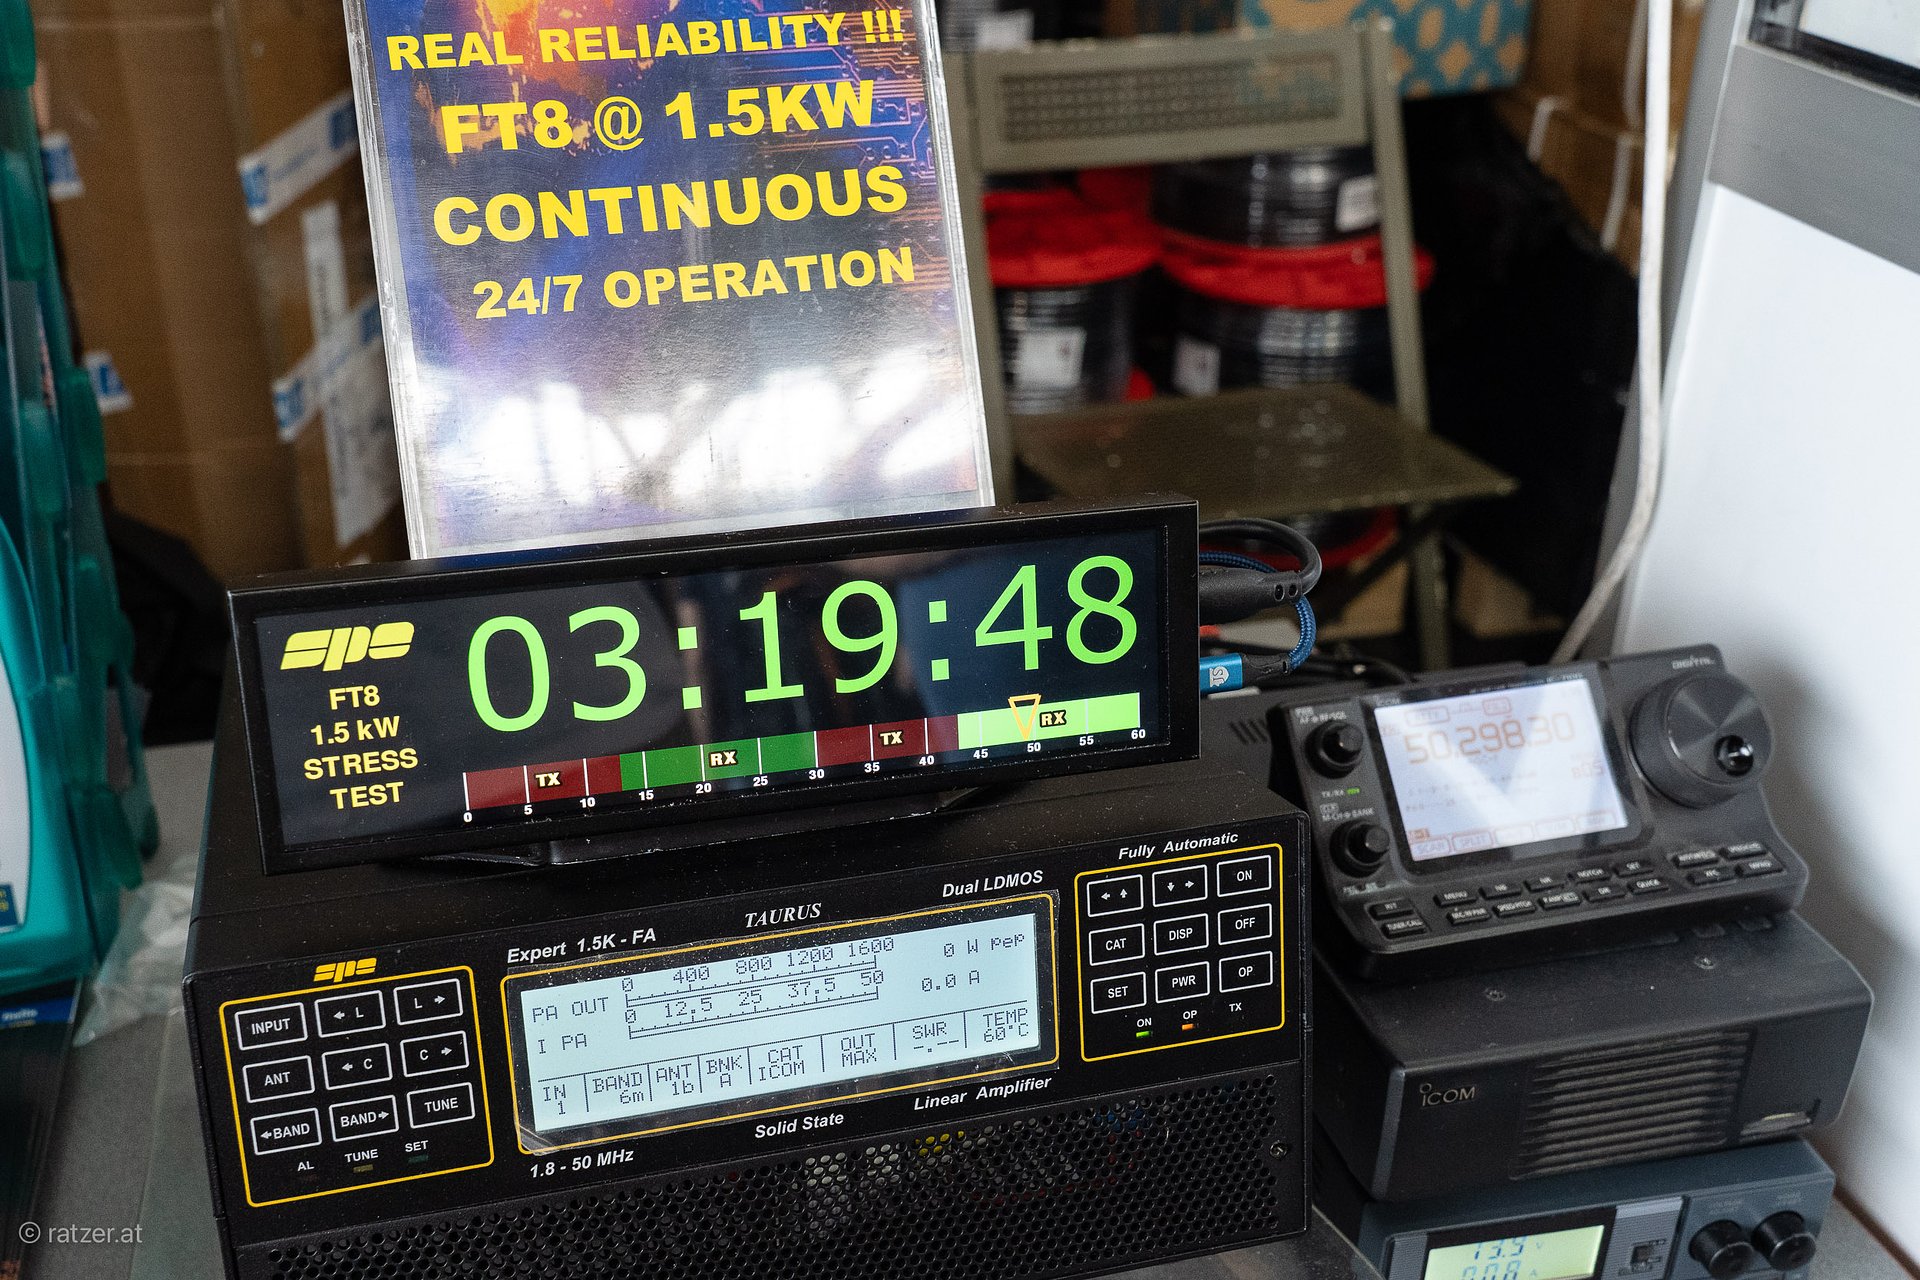 REAL RELIABILITY !!!
FT8 @ 1.5KW
CONTINUOUS
24/7 OPERATION
spe
FT8
1.5 kW
STRESS
TEST
03:19:48
TX RX TX RX
0 5 10 15 20 25 30 35 40 45 50 55 60
Expert 1.5K - FA
TAURUS
Dual LDMOS
Fully Automatic
spe
INPUT ← L L →
ANT ← C C →
←BAND BAND→ TUNE
AL TUNE SET
PA OUT 0 400 800 1200 1600 0 W pep
I PA 0 12.5 25 37.5 50 0.0 A
IN 1
BAND 6m
ANT 1b
BNK A
CAT ICOM
OUT MAX
SWR -.--
TEMP 60°C
← ↑ ↓ → ON
CAT DISP OFF
SET PWR OP
ON OP TX
1.8 - 50 MHz
Solid State
Linear Amplifier
50.298.30
ICOM
13.5 V
© ratzer.at